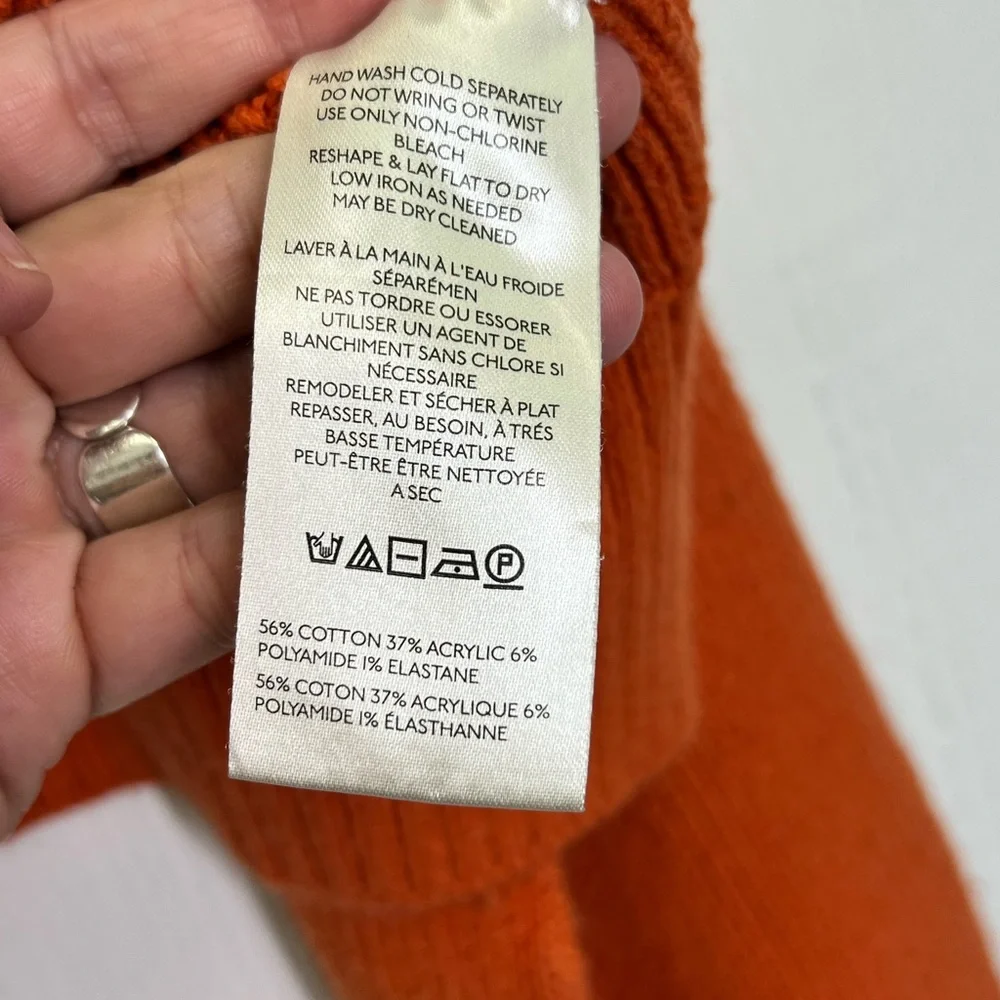 HAND WASH COLD SEPARATELY
DO NOT WRING OR TWIST
USE ONLY NON-CHLORINE
BLEACH
RESHAPE & LAY FLAT TO DRY
LOW IRON AS NEEDED
MAY BE DRY CLEANED
LAVER À LA MAIN À L'EAU FROIDE
SÉPARÉMEN
NE PAS TORDRE OU ESSORER
UTILISER UN AGENT DE
BLANCHIMENT SANS CHLORE SI
NÉCESSAIRE
REMODELER ET SÉCHER À PLAT
REPASSER, AU BESOIN, À TRÉS
BASSE TEMPÉRATURE
PEUT-ÊTRE ÊTRE NETTOYÉE
A SEC
P
56% COTTON 37% ACRYLIC 6%
POLYAMIDE 1% ELASTANE
56% COTON 37% ACRYLIQUE 6%
POLYAMIDE 1% ÉLASTHANNE